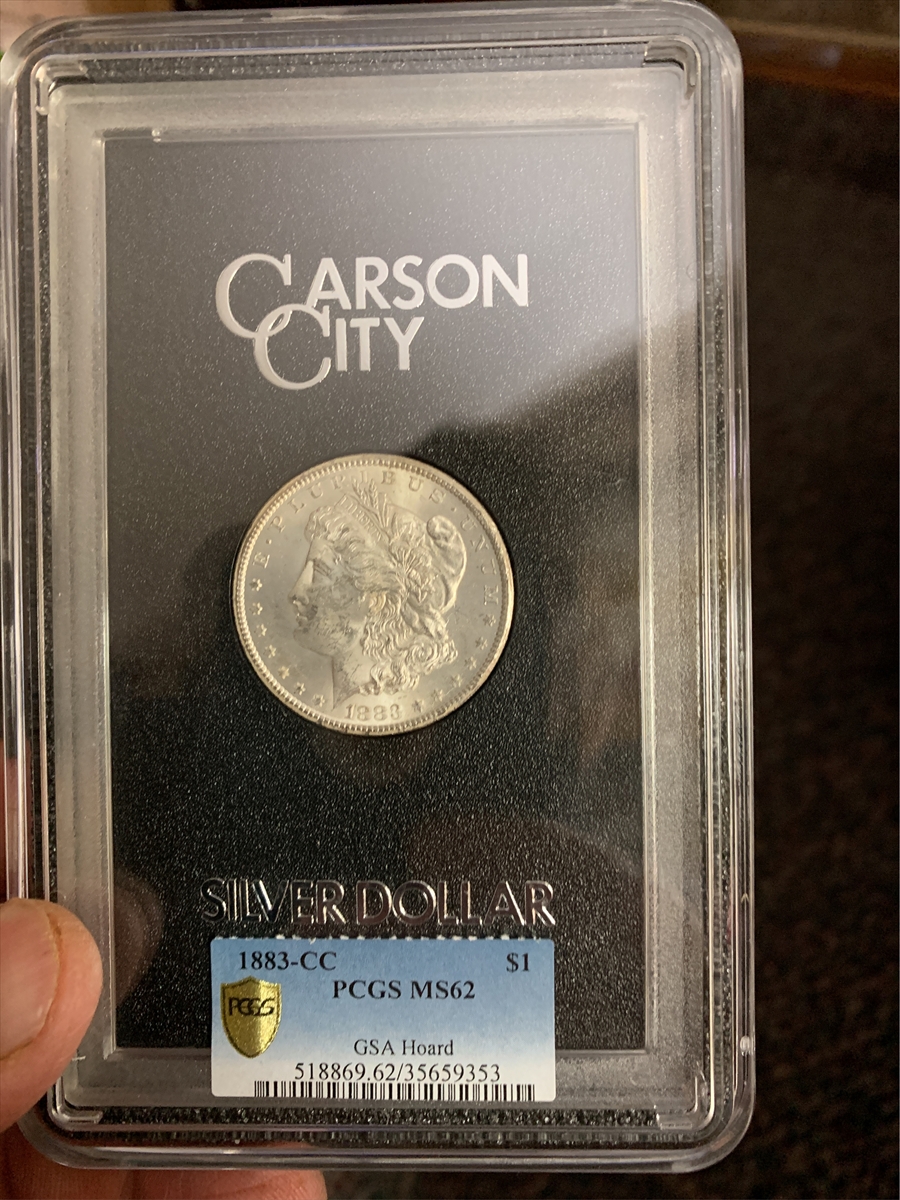 CARSON
CITY
E · PLURIBUS · UNUM
1883
SILVER DOLLAR
1883-CC $1
PCGS MS62
PCGS
GSA Hoard
518869.62/35659353